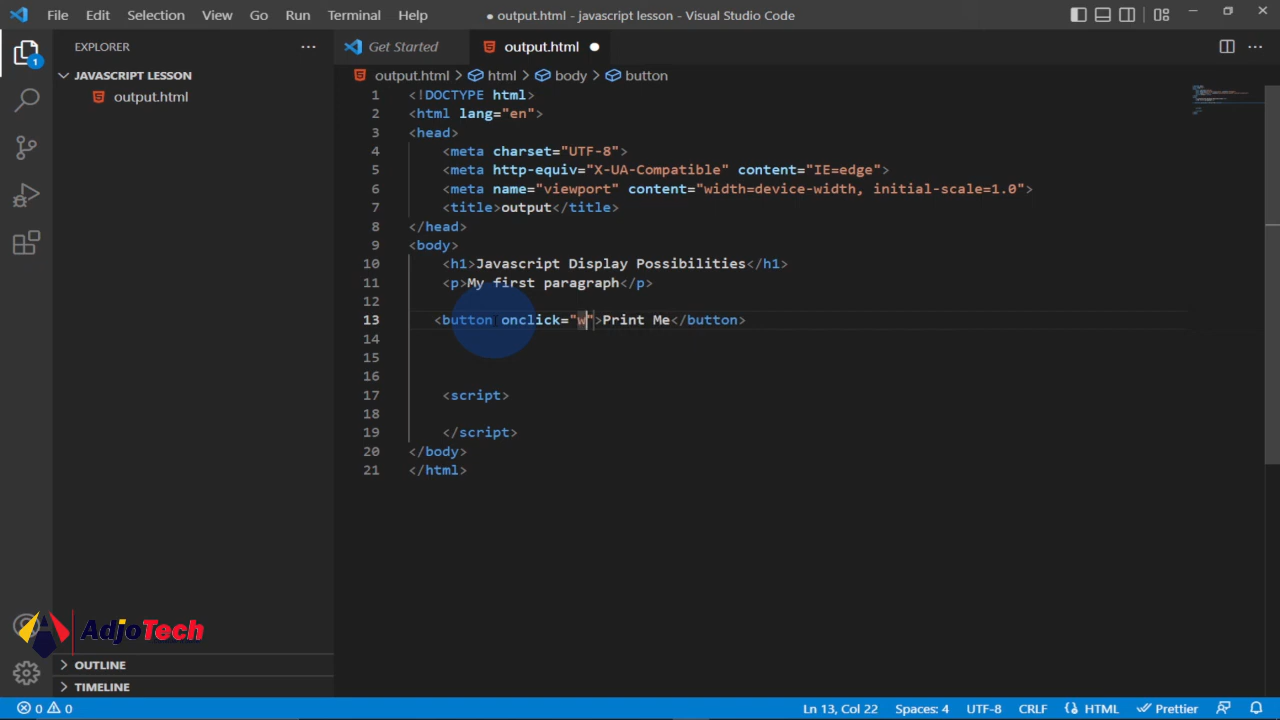 File Edit Selection View Go Run Terminal Help
● output.html - javascript lesson - Visual Studio Code
EXPLORER
JAVASCRIPT LESSON
output.html
1
Get Started
output.html
output.html > html > body > button
1 <!DOCTYPE html>
2 <html lang="en">
3 <head>
4 <meta charset="UTF-8">
5 <meta http-equiv="X-UA-Compatible" content="IE=edge">
6 <meta name="viewport" content="width=device-width, initial-scale=1.0">
7 <title>output</title>
8 </head>
9 <body>
10 <h1>Javascript Display Possibilities</h1>
11 <p>My first paragraph</p>
12
13 <button onclick="w">Print Me</button>
14
15
16
17 <script>
18
19 </script>
20 </body>
21 </html>
AdjoTech
OUTLINE
TIMELINE
0 0
Ln 13, Col 22 Spaces: 4 UTF-8 CRLF HTML Prettier